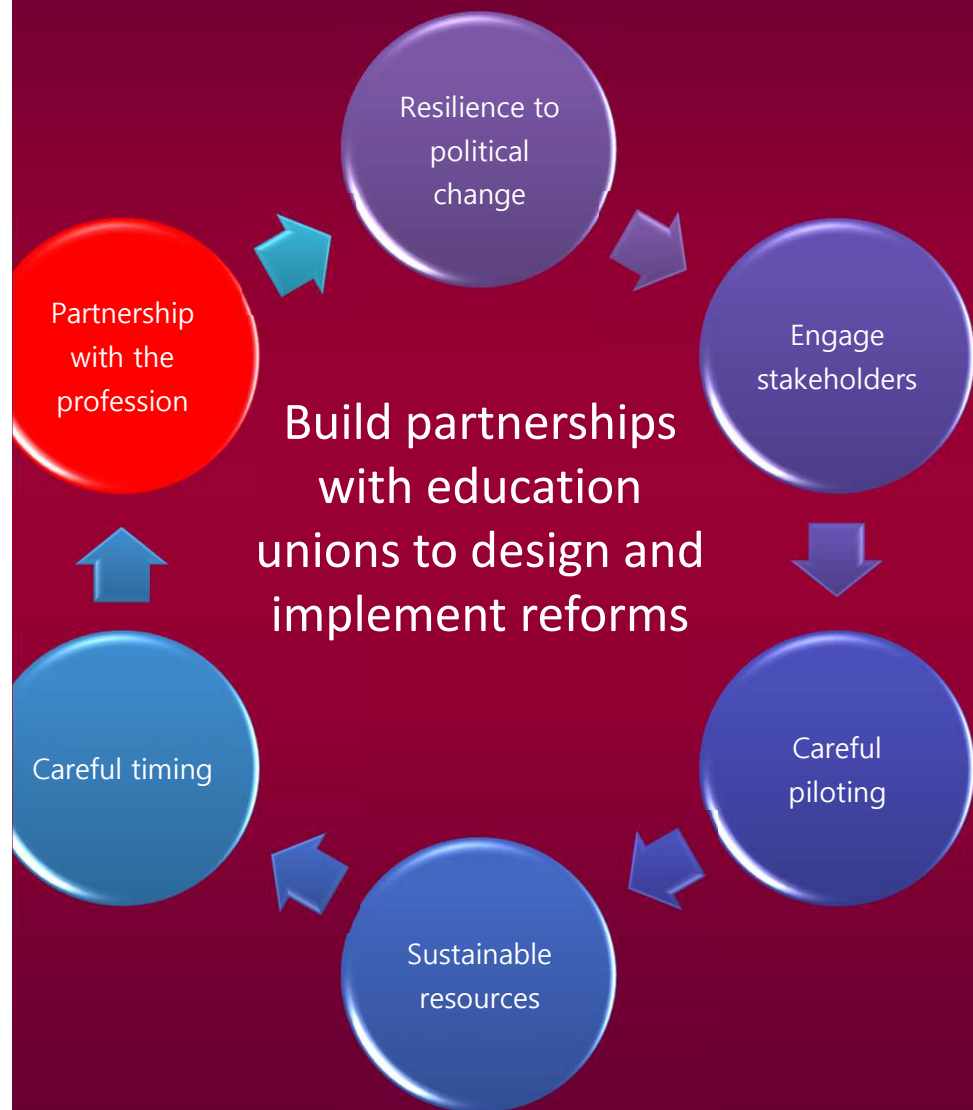 Resilience to
political
change
Engage
stakeholders
Careful
piloting
Sustainable
resources
Careful timing
Partnership
with the
profession
Build partnerships
with education
unions to design and
implement reforms